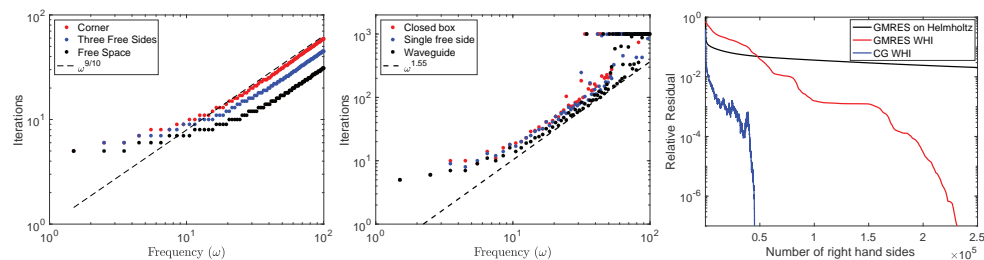 Corner
Three Free Sides
Free Space
ω^{9/10}
10^2
10^1
10^0
Iterations
10^0
10^1
10^2
Frequency (ω)
Closed box
Single free side
Waveguide
ω^{1.55}
10^3
10^2
10^1
10^0
Iterations
10^0
10^1
10^2
Frequency (ω)
GMRES on Helmholtz
GMRES WHI
CG WHI
10^0
10^{-2}
10^{-4}
10^{-6}
Relative Residual
0.5
1
1.5
2
2.5
×10^5
Number of right hand sides